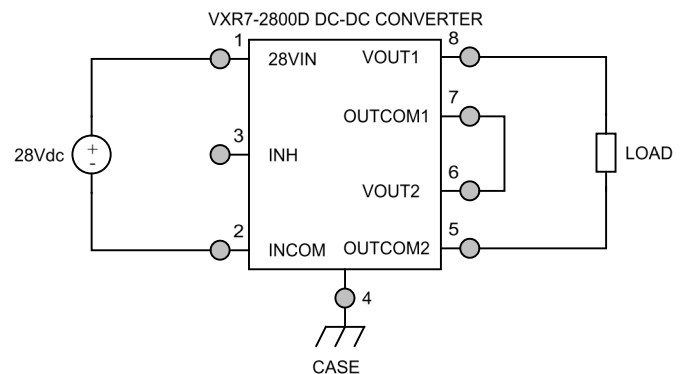 VXR7-2800D DC-DC CONVERTER
1
28VIN
VOUT1
8
7
OUTCOM1
3
INH
28Vdc
+
-
LOAD
6
VOUT2
2
INCOM
OUTCOM2
5
4
CASE